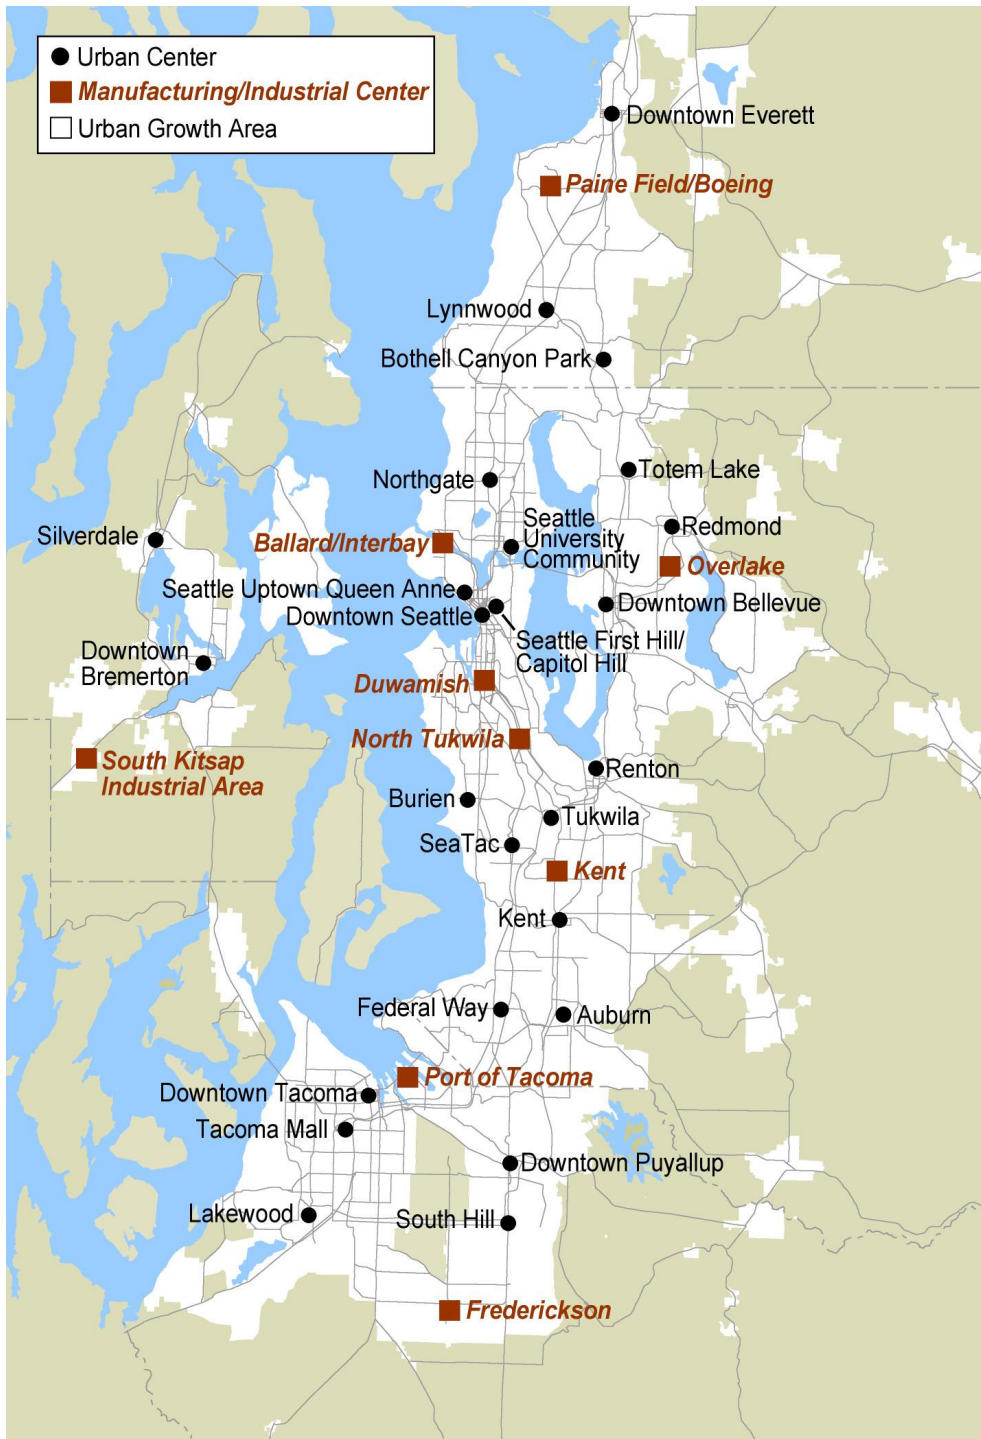 Urban Center
Manufacturing/Industrial Center
Urban Growth Area
Downtown Everett
Paine Field/Boeing
Lynnwood
Bothell Canyon Park
Totem Lake
Northgate
Seattle
University
Community
Redmond
Silverdale
Ballard/Interbay
Overlake
Seattle Uptown Queen Anne
Downtown Bellevue
Downtown Seattle
Seattle First Hill/
Capitol Hill
Downtown
Bremerton
Duwamish
North Tukwila
South Kitsap
Industrial Area
Renton
Burien
Tukwila
SeaTac
Kent
Kent
Federal Way
Auburn
Port of Tacoma
Downtown Tacoma
Tacoma Mall
Downtown Puyallup
Lakewood
South Hill
Frederickson